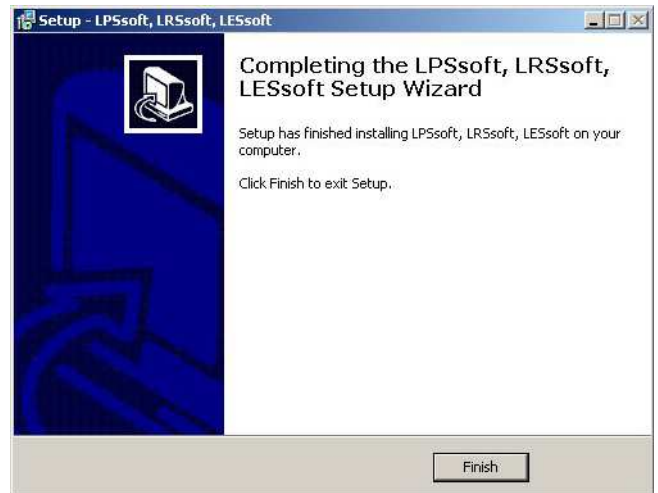 Setup - LPSsoft, LRSsoft, LESsoft
Completing the LPSsoft, LRSsoft,
LESsoft Setup Wizard
Setup has finished installing LPSsoft, LRSsoft, LESsoft on your
computer.
Click Finish to exit Setup.
Finish